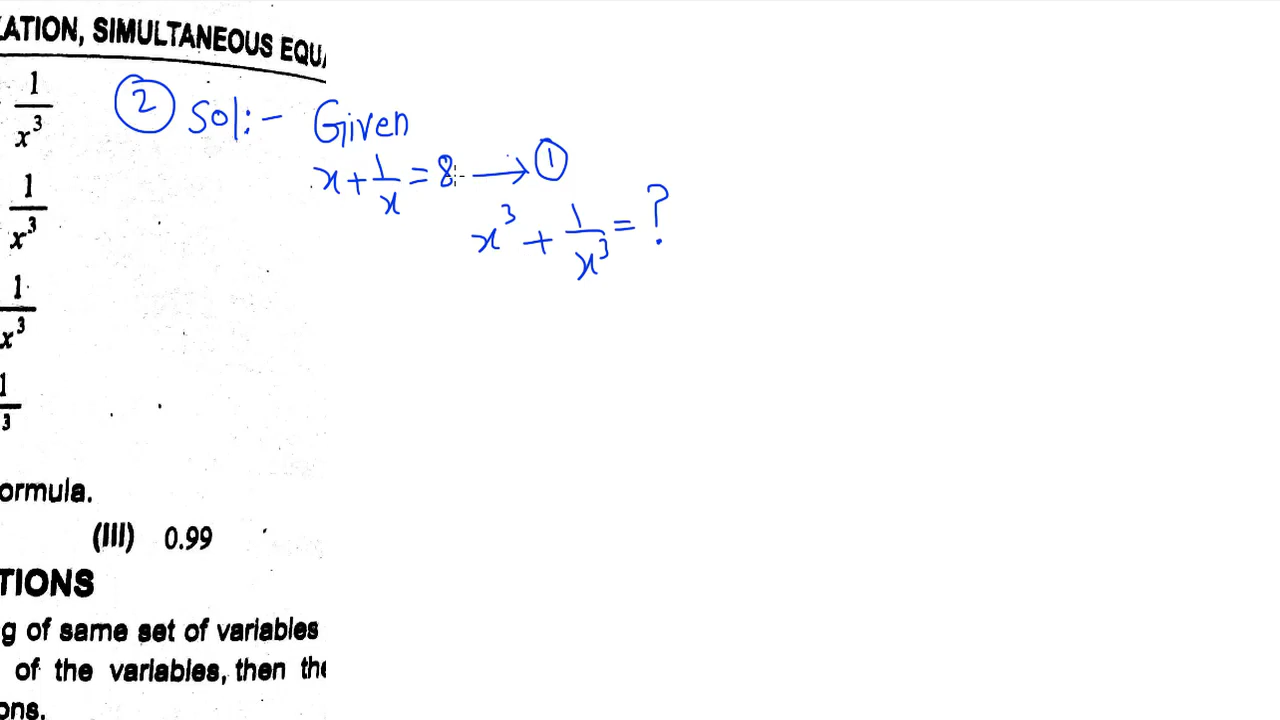 ATION, SIMULTANEOUS EQU
1/x³
② Sol:- Given
x + 1/x = 8 → ①
1/x³
x³ + 1/x³ = ?
1/x³
1/3
ormula.
(III) 0.99
TIONS
g of same set of variables
of the variables, then the
ons.